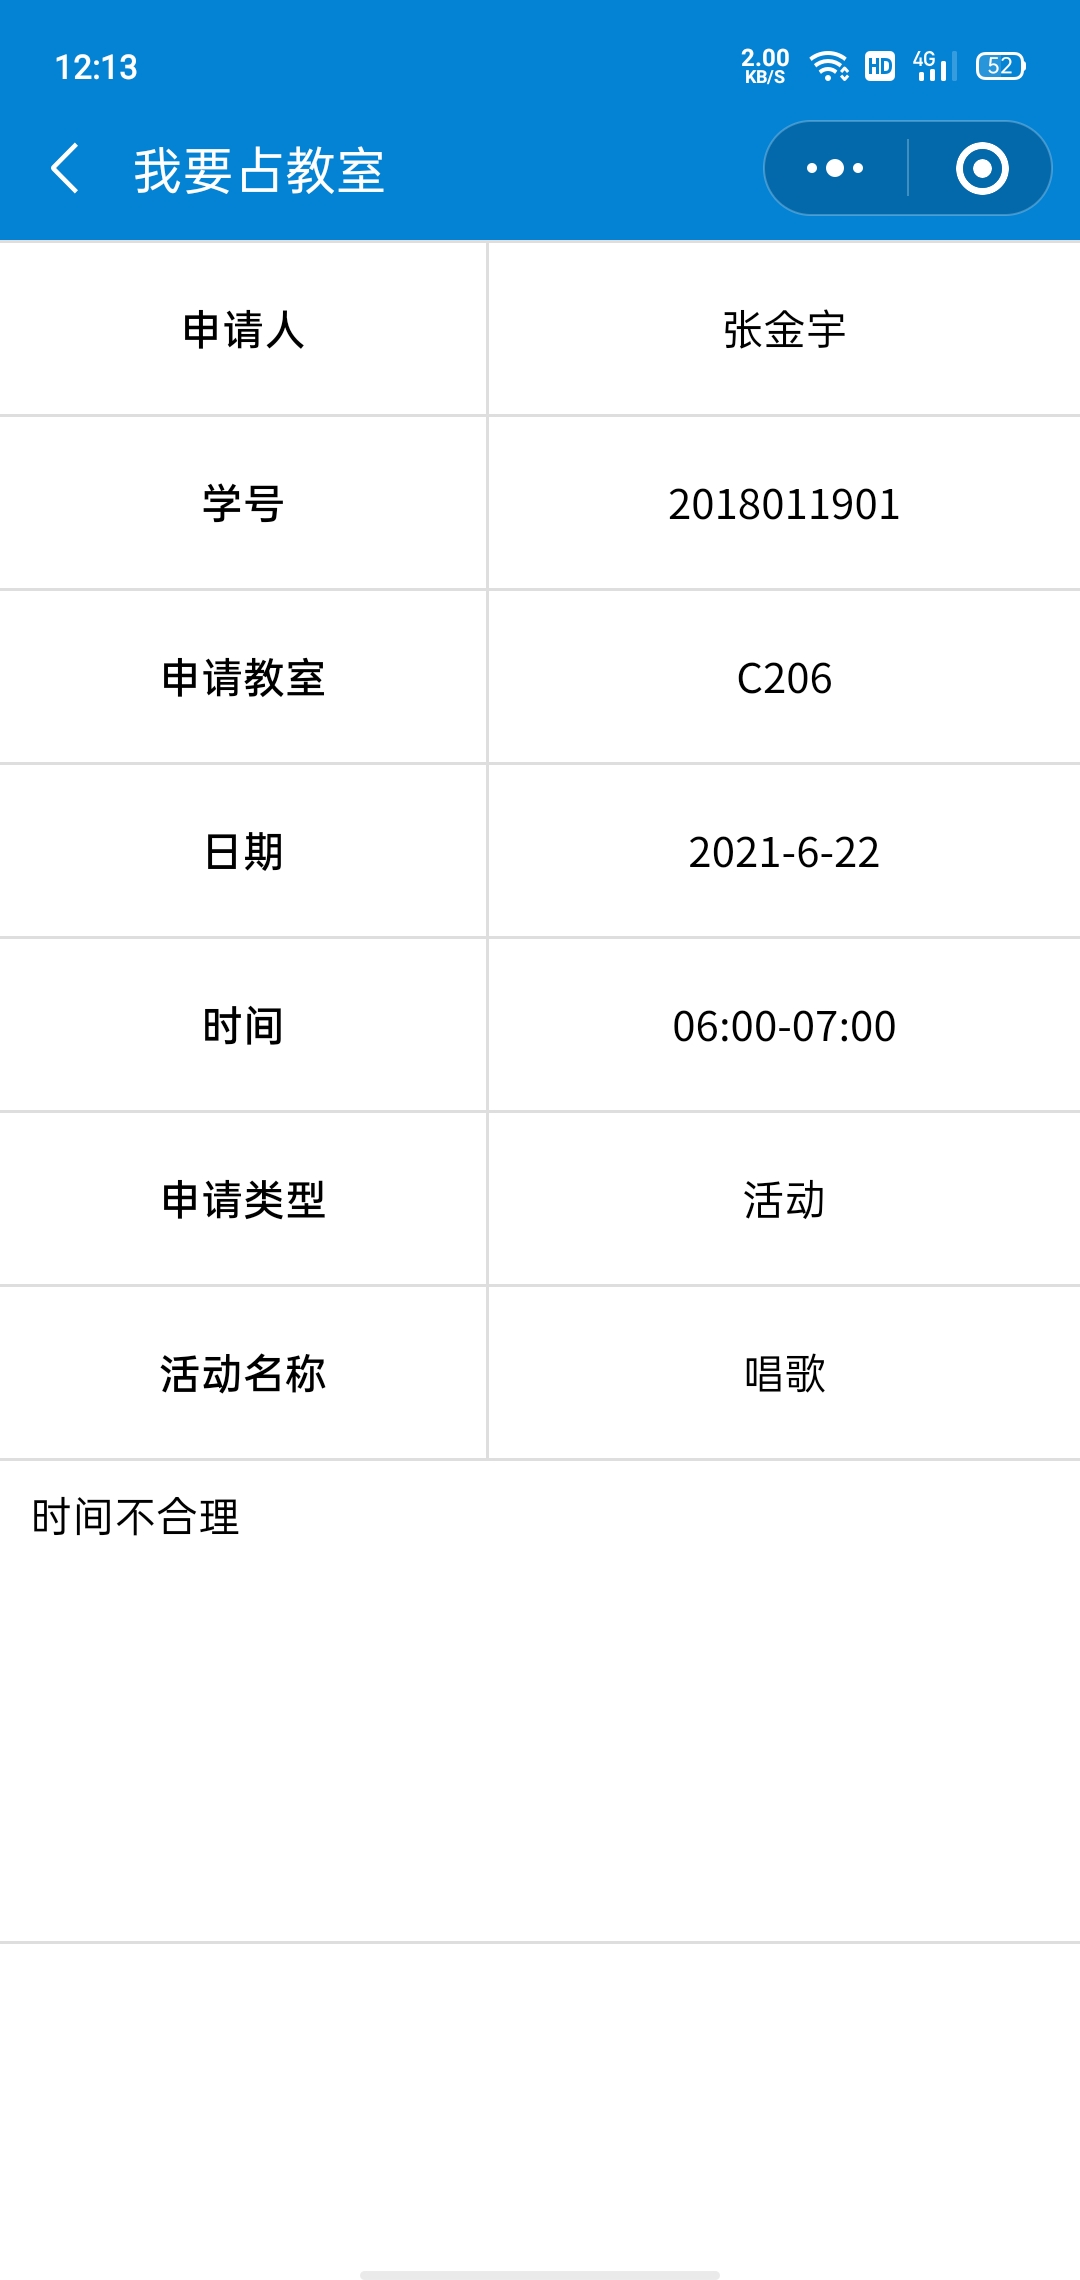 12:13 2.00 KB/S HD 4G 52
我要占教室
申请人 张金宇
学号 2018011901
申请教室 C206
日期 2021-6-22
时间 06:00-07:00
申请类型 活动
活动名称 唱歌
时间不合理